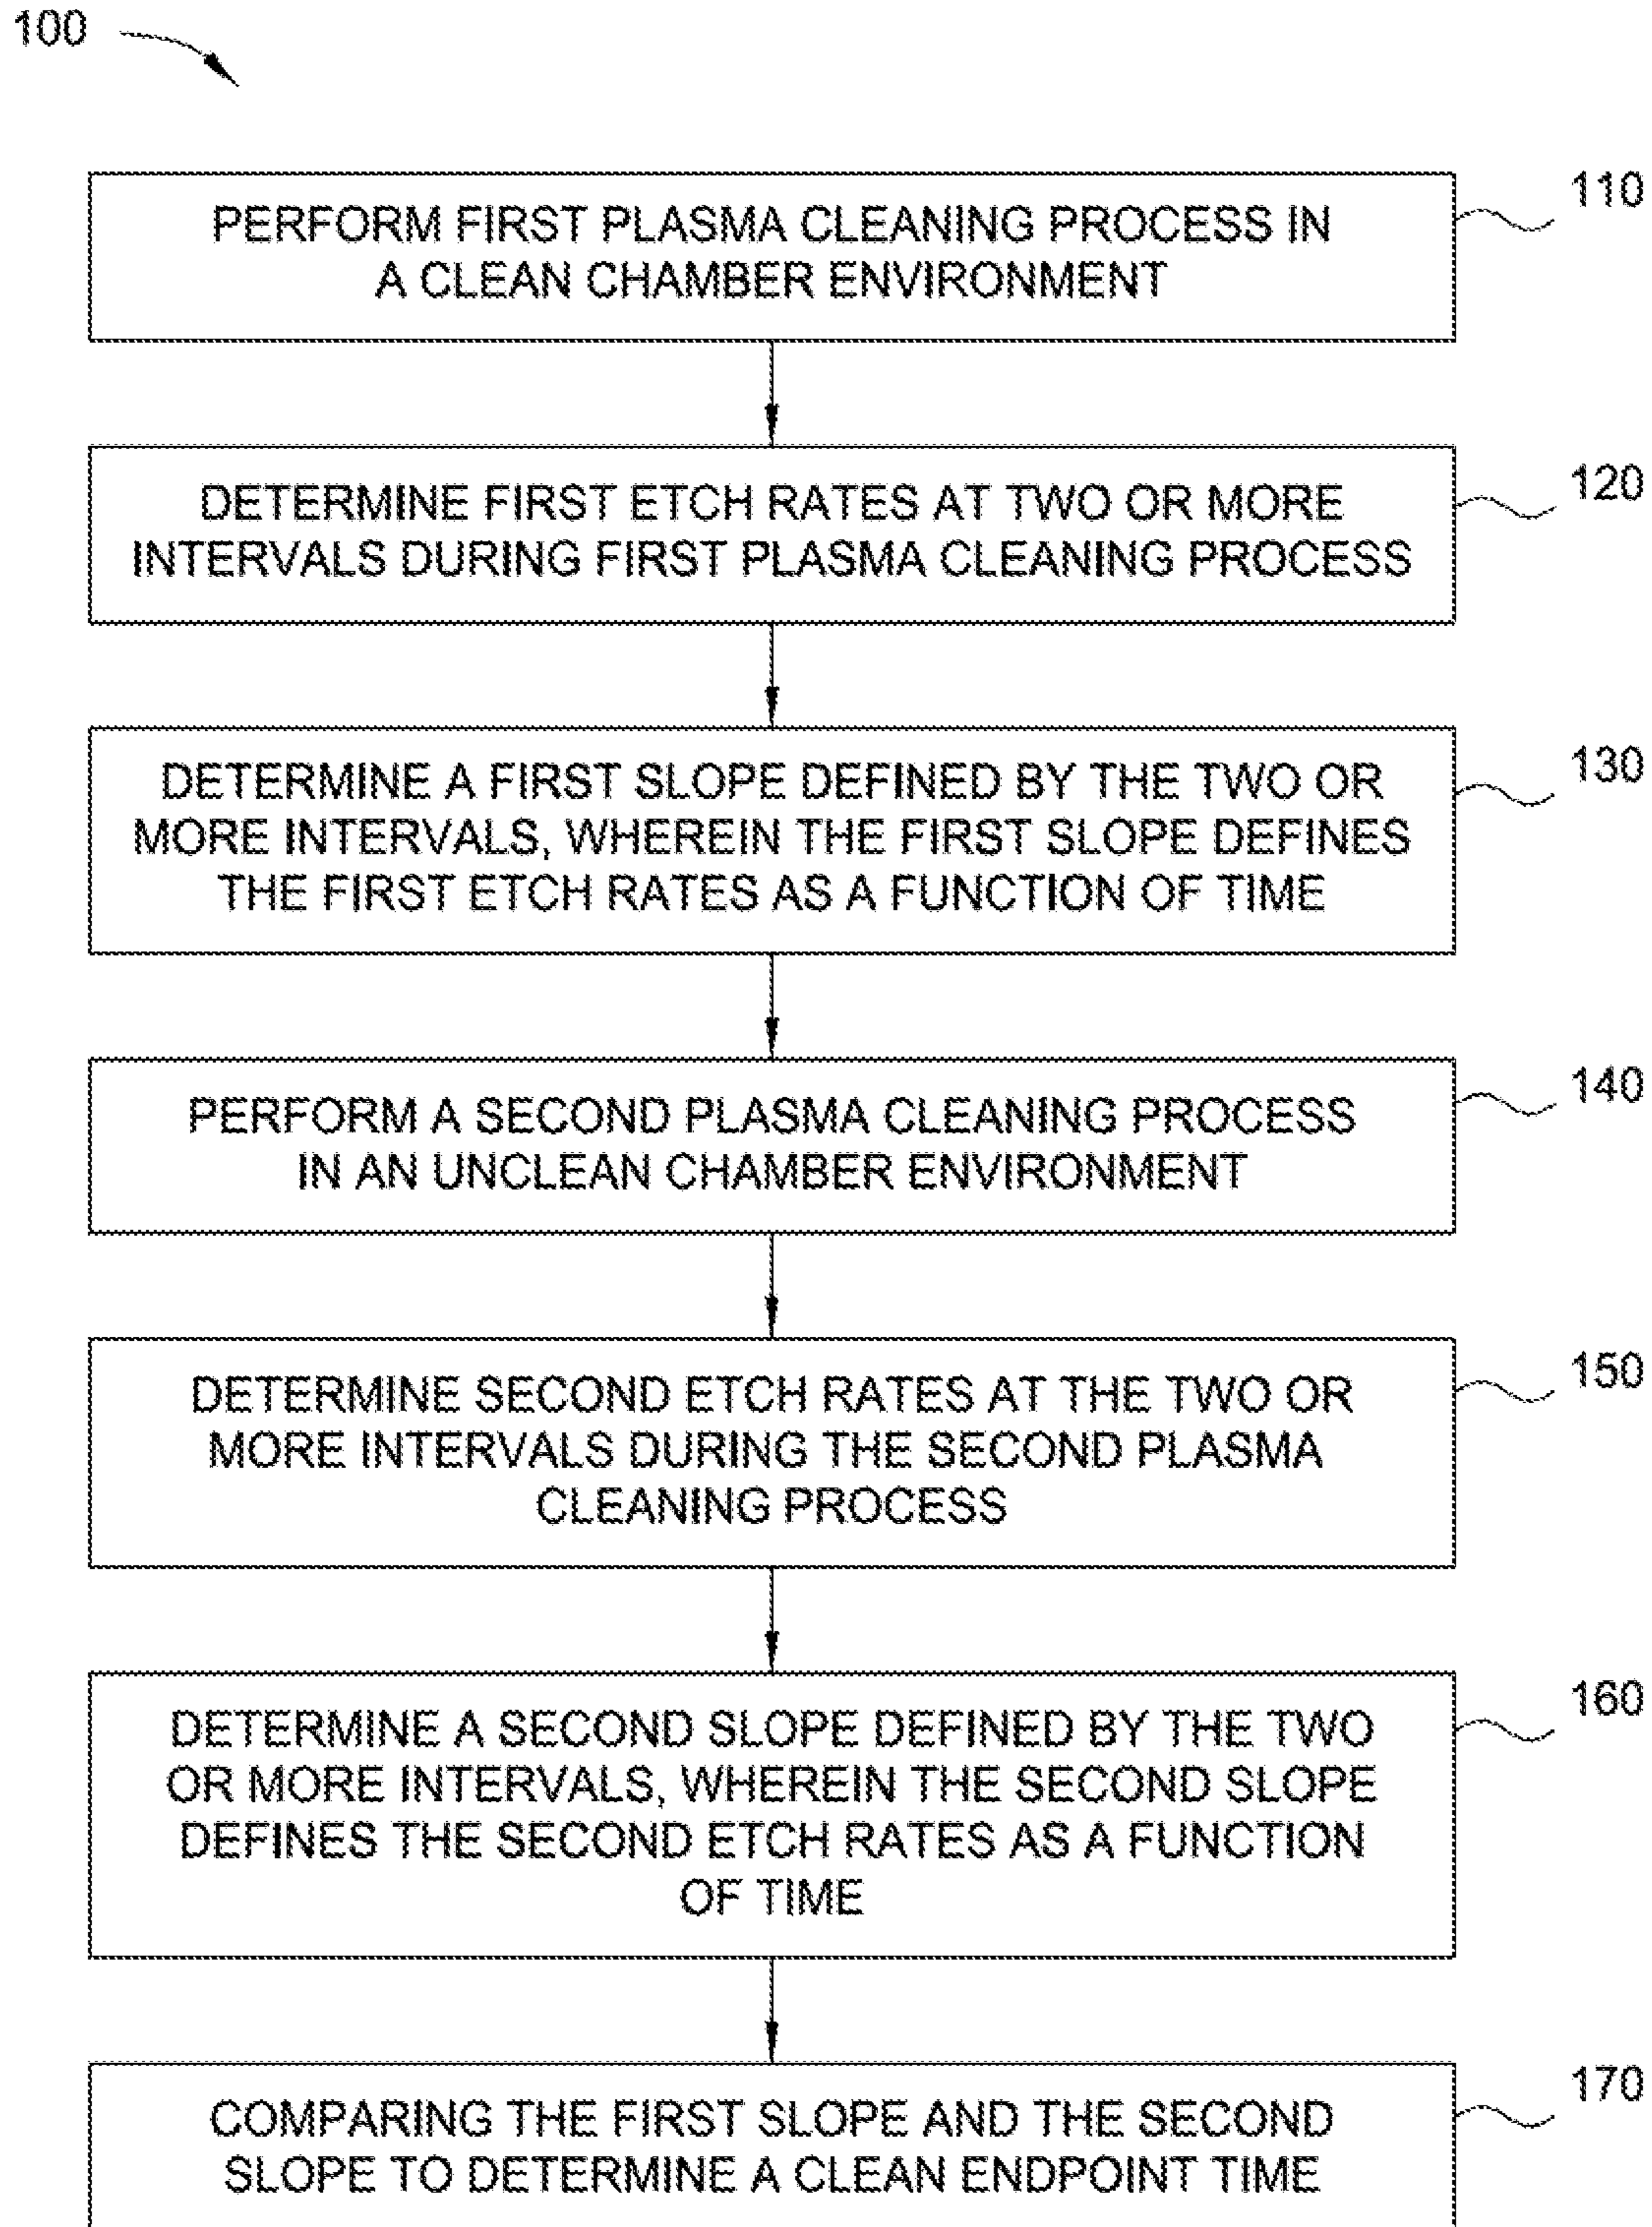 100
110
PERFORM FIRST PLASMA CLEANING PROCESS IN
A CLEAN CHAMBER ENVIRONMENT
120
DETERMINE FIRST ETCH RATES AT TWO OR MORE
INTERVALS DURING FIRST PLASMA CLEANING PROCESS
130
DETERMINE A FIRST SLOPE DEFINED BY THE TWO OR
MORE INTERVALS, WHEREIN THE FIRST SLOPE DEFINES
THE FIRST ETCH RATES AS A FUNCTION OF TIME
140
PERFORM A SECOND PLASMA CLEANING PROCESS
IN AN UNCLEAN CHAMBER ENVIRONMENT
150
DETERMINE SECOND ETCH RATES AT THE TWO OR
MORE INTERVALS DURING THE SECOND PLASMA
CLEANING PROCESS
160
DETERMINE A SECOND SLOPE DEFINED BY THE TWO
OR MORE INTERVALS, WHEREIN THE SECOND SLOPE
DEFINES THE SECOND ETCH RATES AS A FUNCTION
OF TIME
170
COMPARING THE FIRST SLOPE AND THE SECOND
SLOPE TO DETERMINE A CLEAN ENDPOINT TIME